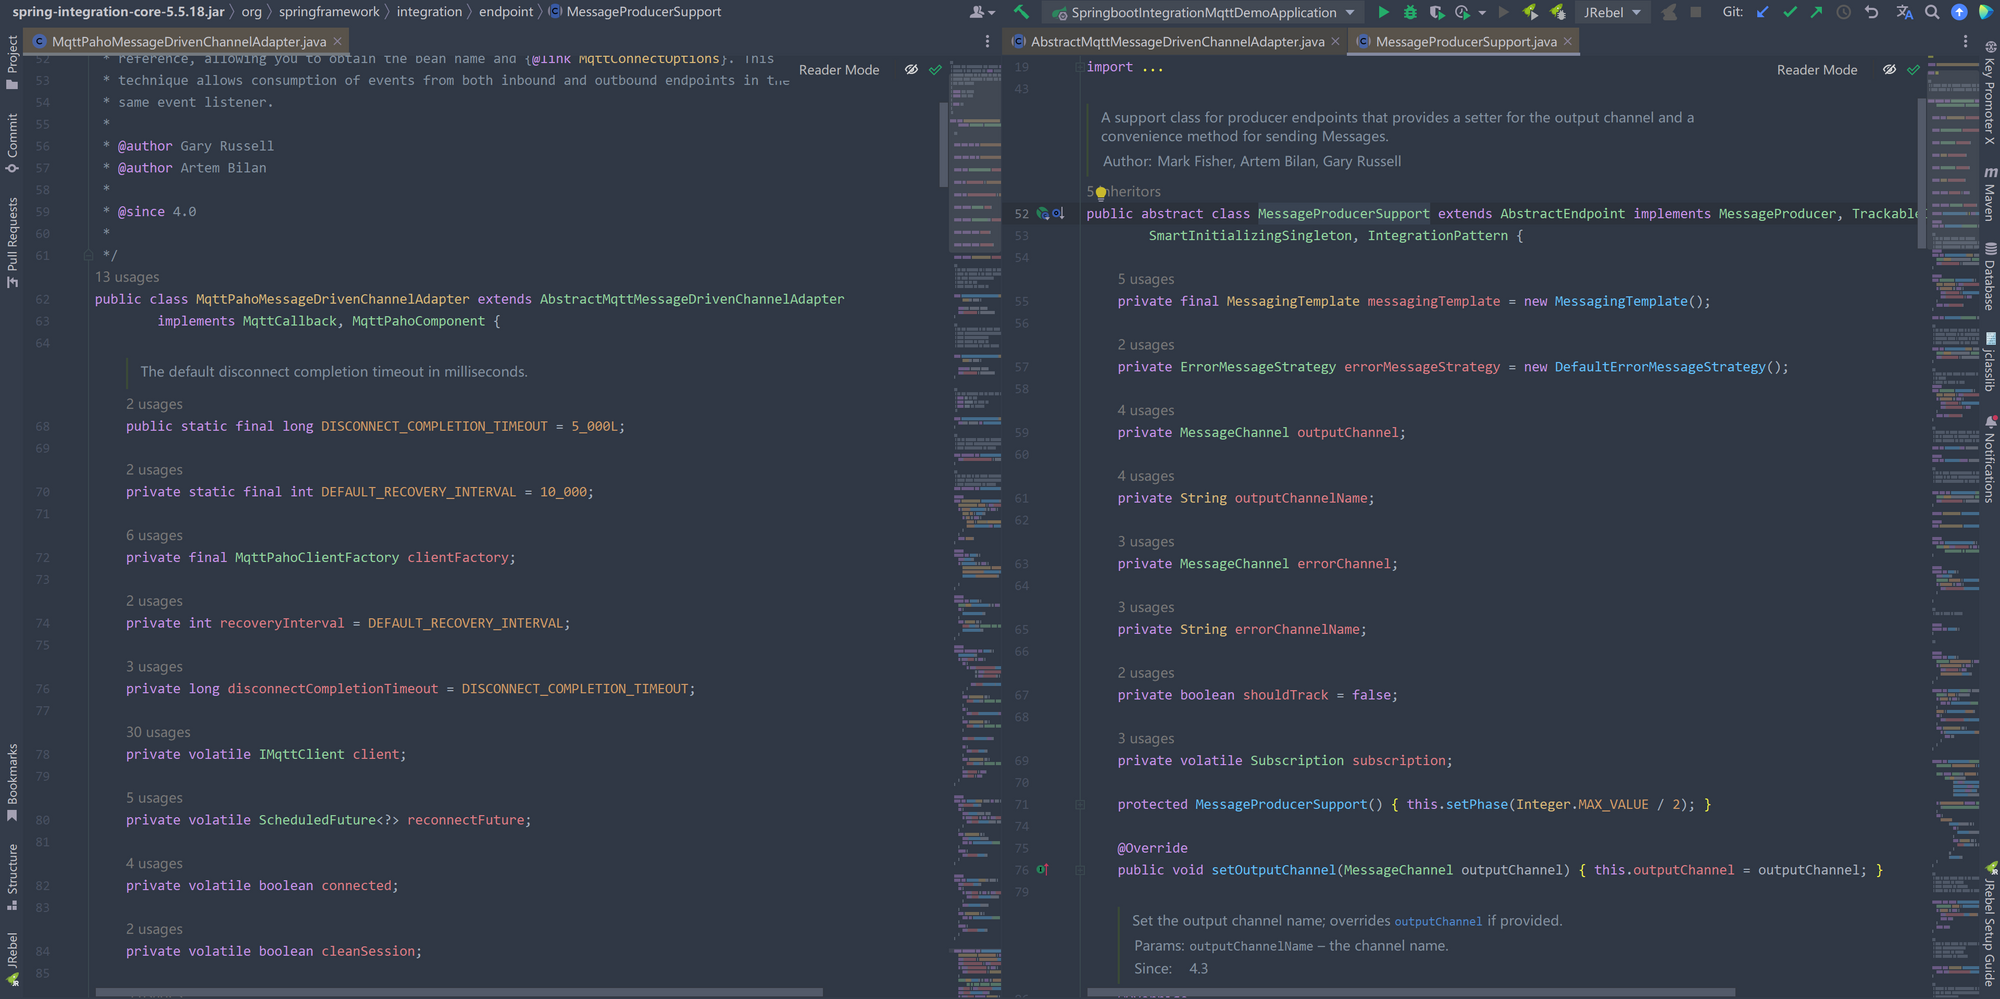 spring-integration-core-5.5.18.jar › org › springframework › integration › endpoint › MessageProducerSupport
SpringbootIntegrationMqttDemoApplication
JRebel
Git:
MqttPahoMessageDrivenChannelAdapter.java
AbstractMqttMessageDrivenChannelAdapter.java
MessageProducerSupport.java
Project
Commit
Pull Requests
Bookmarks
Structure
JRebel
52 * reference, allowing you to obtain the bean name and {@link MqttConnectOptions}. This
Reader Mode
53 * technique allows consumption of events from both inbound and outbound endpoints in the
54 * same event listener.
55 *
56 * @author Gary Russell
57 * @author Artem Bilan
58 *
59 * @since 4.0
60 *
61 */
13 usages
62 public class MqttPahoMessageDrivenChannelAdapter extends AbstractMqttMessageDrivenChannelAdapter
63 implements MqttCallback, MqttPahoComponent {
64
The default disconnect completion timeout in milliseconds.
2 usages
68 public static final long DISCONNECT_COMPLETION_TIMEOUT = 5_000L;
69
2 usages
70 private static final int DEFAULT_RECOVERY_INTERVAL = 10_000;
71
6 usages
72 private final MqttPahoClientFactory clientFactory;
73
2 usages
74 private int recoveryInterval = DEFAULT_RECOVERY_INTERVAL;
75
3 usages
76 private long disconnectCompletionTimeout = DISCONNECT_COMPLETION_TIMEOUT;
77
30 usages
78 private volatile IMqttClient client;
79
5 usages
80 private volatile ScheduledFuture<?> reconnectFuture;
81
4 usages
82 private volatile boolean connected;
83
2 usages
84 private volatile boolean cleanSession;
85
19 import ...
Reader Mode
43
A support class for producer endpoints that provides a setter for the output channel and a
convenience method for sending Messages.
Author: Mark Fisher, Artem Bilan, Gary Russell
5 inheritors
52 public abstract class MessageProducerSupport extends AbstractEndpoint implements MessageProducer, Trackable
53 SmartInitializingSingleton, IntegrationPattern {
54
5 usages
55 private final MessagingTemplate messagingTemplate = new MessagingTemplate();
56
2 usages
57 private ErrorMessageStrategy errorMessageStrategy = new DefaultErrorMessageStrategy();
58
4 usages
59 private MessageChannel outputChannel;
60
4 usages
61 private String outputChannelName;
62
3 usages
63 private MessageChannel errorChannel;
64
3 usages
65 private String errorChannelName;
66
2 usages
67 private boolean shouldTrack = false;
68
3 usages
69 private volatile Subscription subscription;
70
71 protected MessageProducerSupport() { this.setPhase(Integer.MAX_VALUE / 2); }
74
75 @Override
76 public void setOutputChannel(MessageChannel outputChannel) { this.outputChannel = outputChannel; }
79
Set the output channel name; overrides outputChannel if provided.
Params: outputChannelName – the channel name.
Since: 4.3
Key Promoter X
Maven
Database
jclasslib
Notifications
JRebel Setup Guide